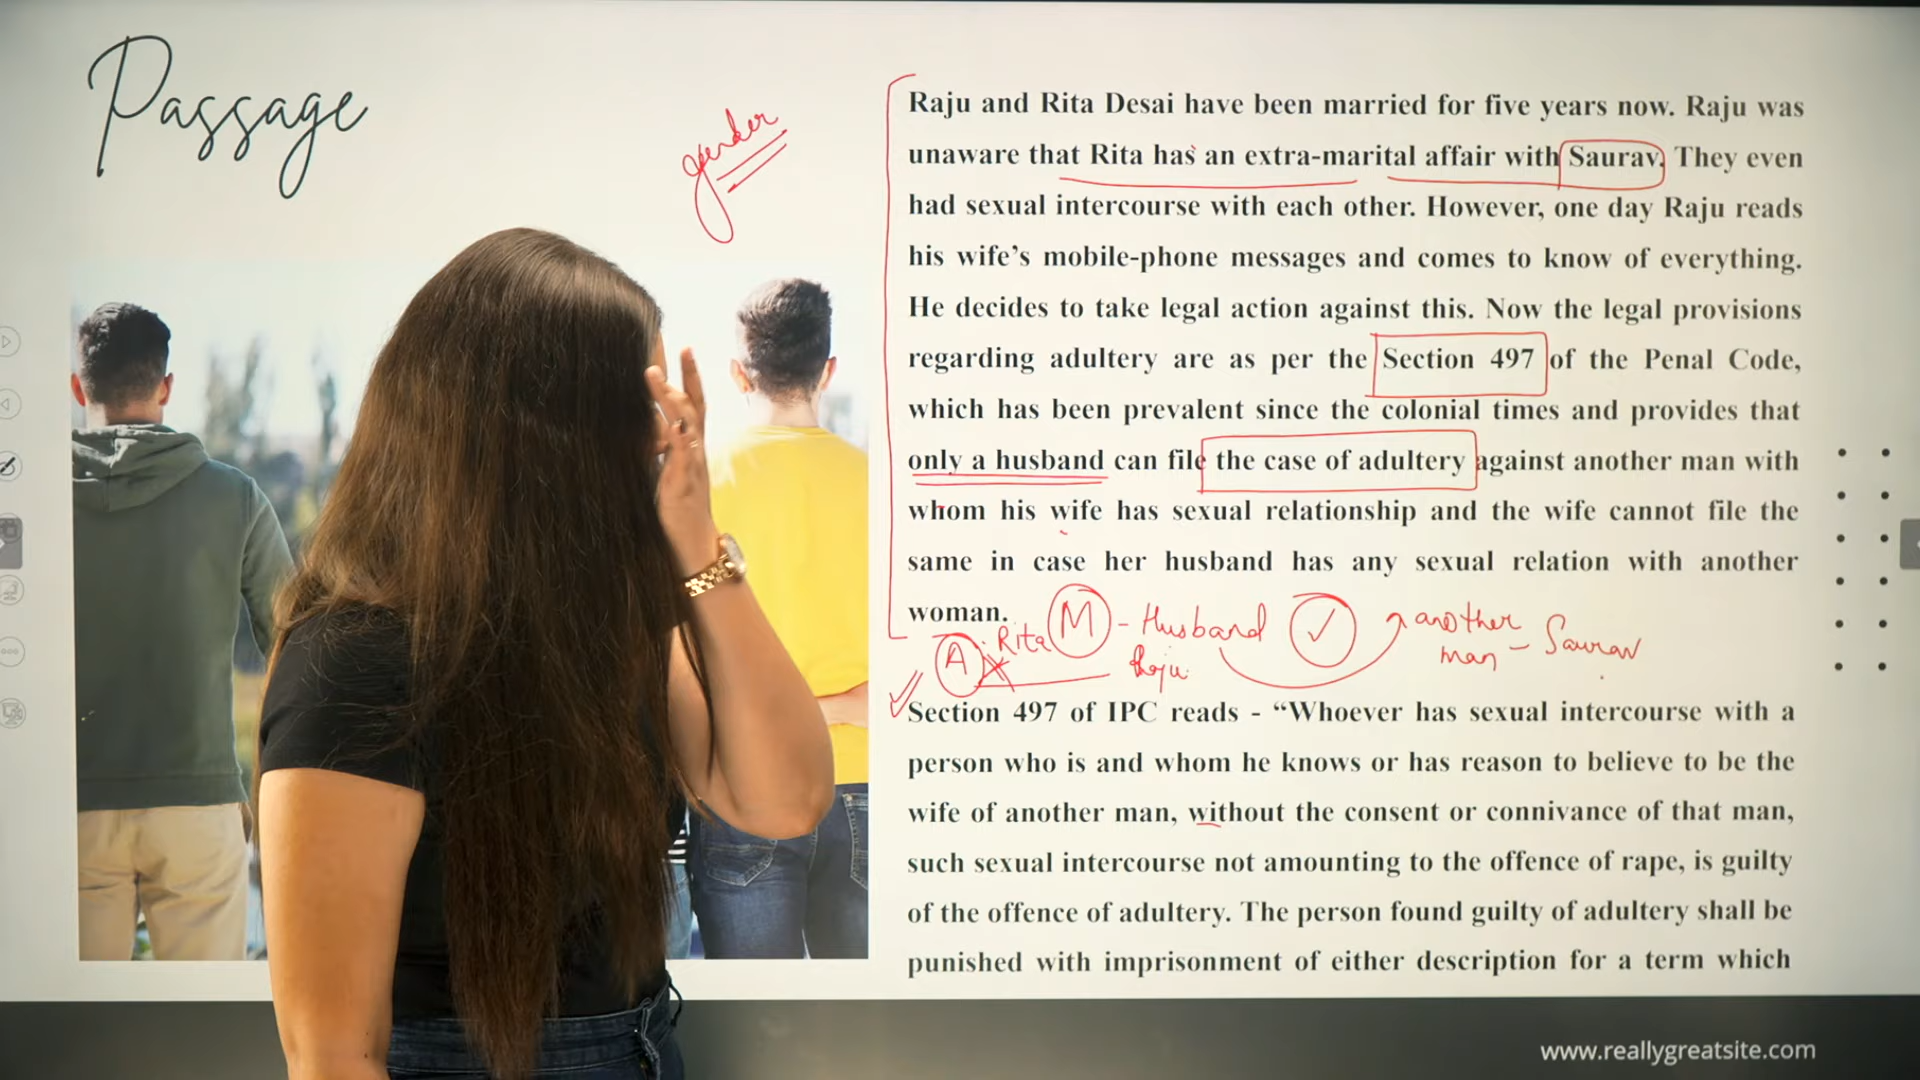 Passage
gender
Raju and Rita Desai have been married for five years now. Raju was
unaware that Rita has an extra-marital affair with Saurav. They even
had sexual intercourse with each other. However, one day Raju reads
his wife’s mobile-phone messages and comes to know of everything.
He decides to take legal action against this. Now the legal provisions
regarding adultery are as per the Section 497 of the Penal Code,
which has been prevalent since the colonial times and provides that
only a husband can file the case of adultery against another man with
whom his wife has sexual relationship and the wife cannot file the
same in case her husband has any sexual relation with another
woman.
M - Husband ✓ another
A : Rita Raju man - Saurav
Section 497 of IPC reads - “Whoever has sexual intercourse with a
person who is and whom he knows or has reason to believe to be the
wife of another man, without the consent or connivance of that man,
such sexual intercourse not amounting to the offence of rape, is guilty
of the offence of adultery. The person found guilty of adultery shall be
punished with imprisonment of either description for a term which
www.reallygreatsite.com